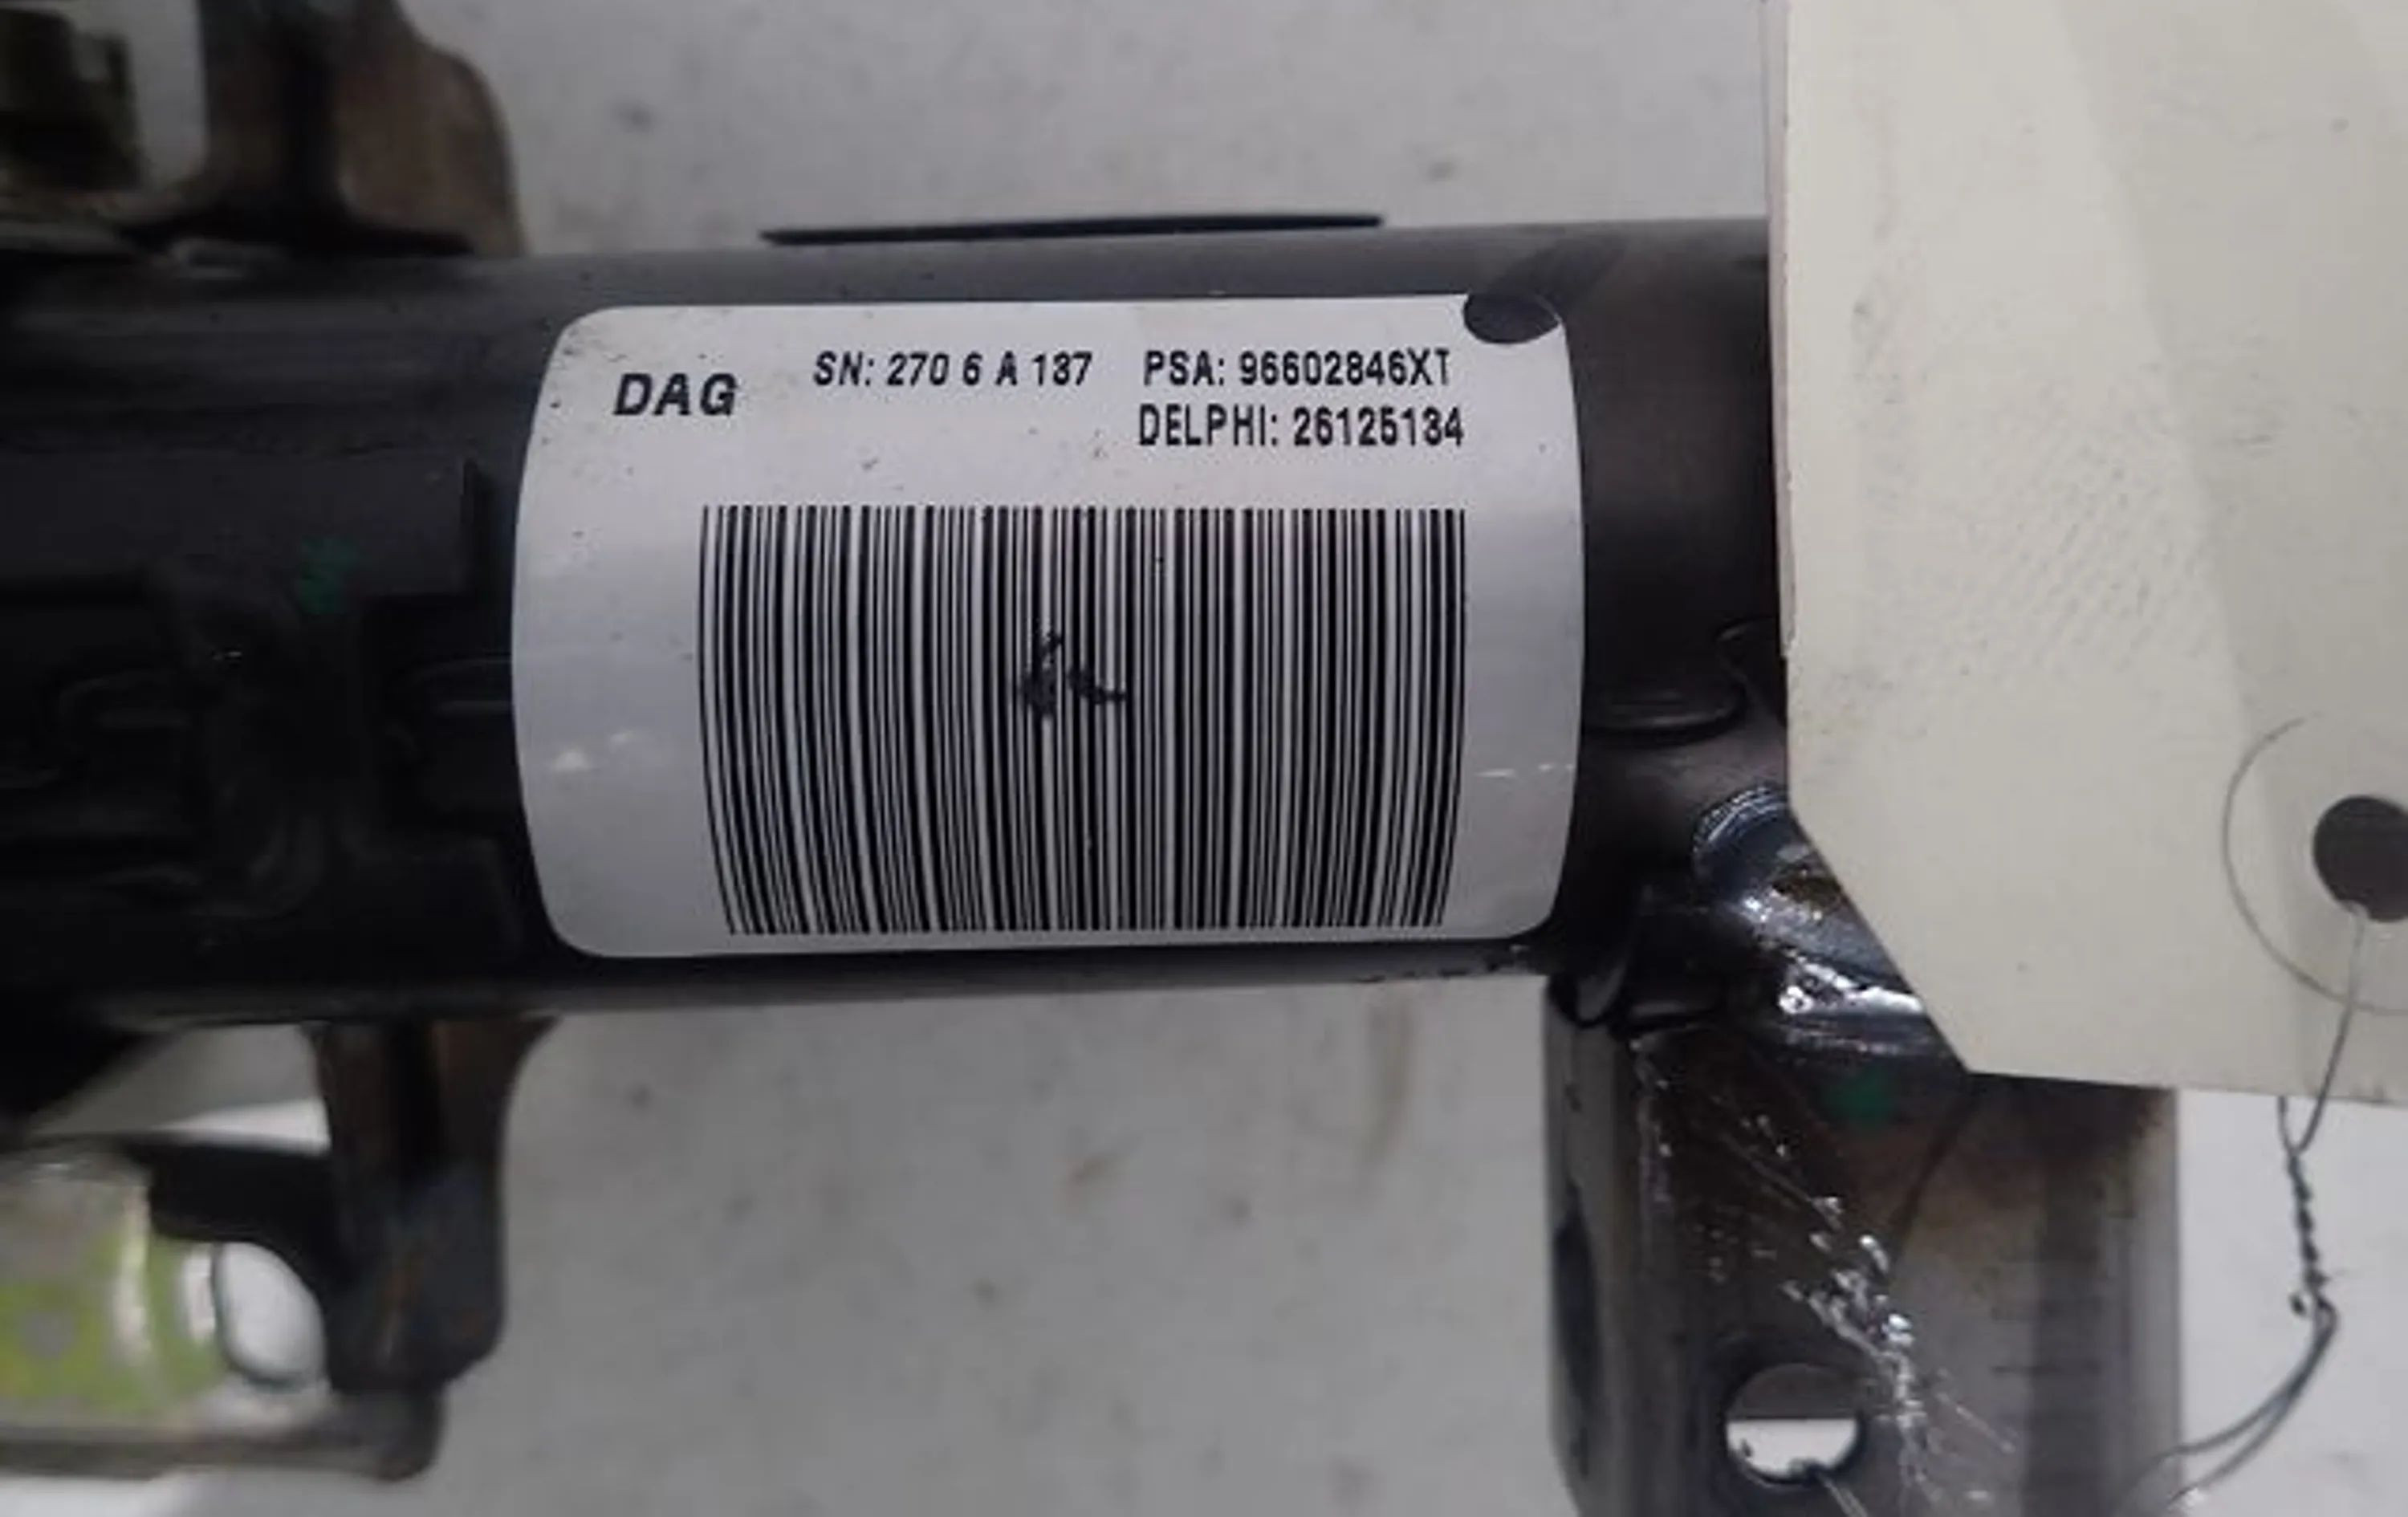 DAG SN: 270 6 A 137 PSA: 96602846XT
DELPHI: 26125134